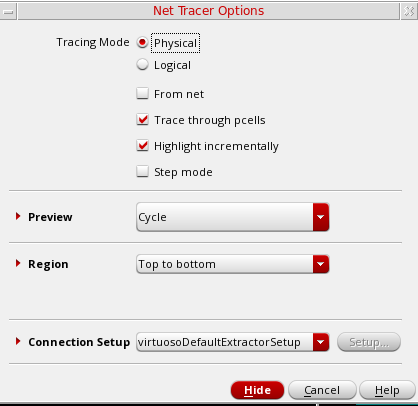 Net Tracer Options
Tracing Mode Physical
Logical
From net
Trace through pcells
Highlight incrementally
Step mode
Preview Cycle
Region Top to bottom
Connection Setup virtuosoDefaultExtractorSetup Setup...
Hide Cancel Help